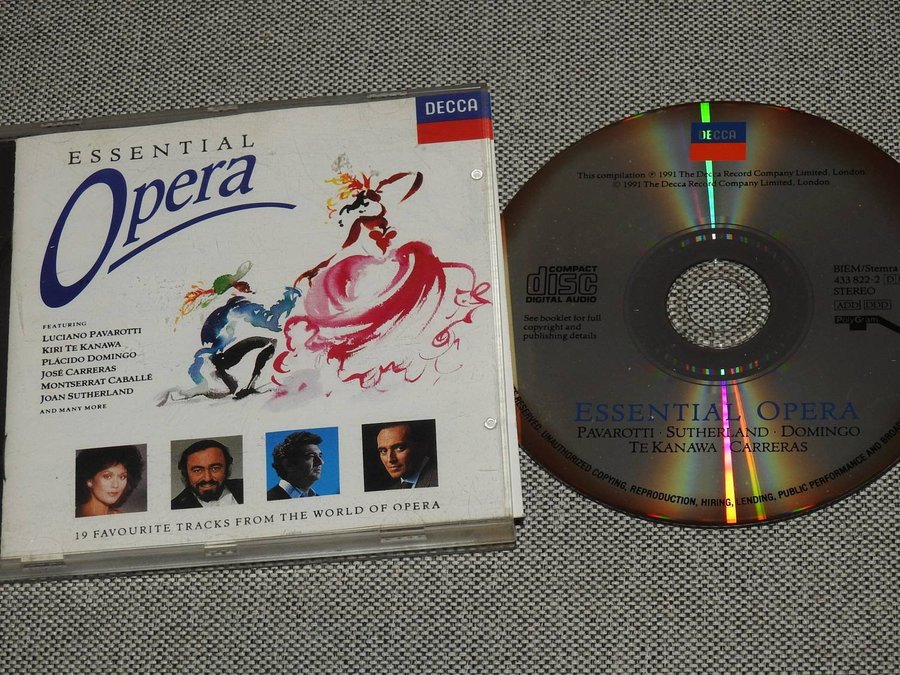 DECCA
ESSENTIAL
Opera
FEATURING
LUCIANO PAVAROTTI
KIRI TE KANAWA
PLÁCIDO DOMINGO
JOSÉ CARRERAS
MONTSERRAT CABALLÉ
JOAN SUTHERLAND
AND MANY MORE
19 FAVOURITE TRACKS FROM THE WORLD OF OPERA
DECCA
This compilation ℗ 1991 The Decca Record Company Limited, London
© 1991 The Decca Record Company Limited, London
COMPACT
disc
DIGITAL AUDIO
See booklet for full
copyright and
publishing details
BIEM/Stemra
433 822-2
STEREO
ADD DDD
PolyGram
ESSENTIAL OPERA
PAVAROTTI · SUTHERLAND · DOMINGO
TE KANAWA · CARRERAS
RESERVED. UNAUTHORIZED COPYING, REPRODUCTION, HIRING, LENDING, PUBLIC PERFORMANCE AND